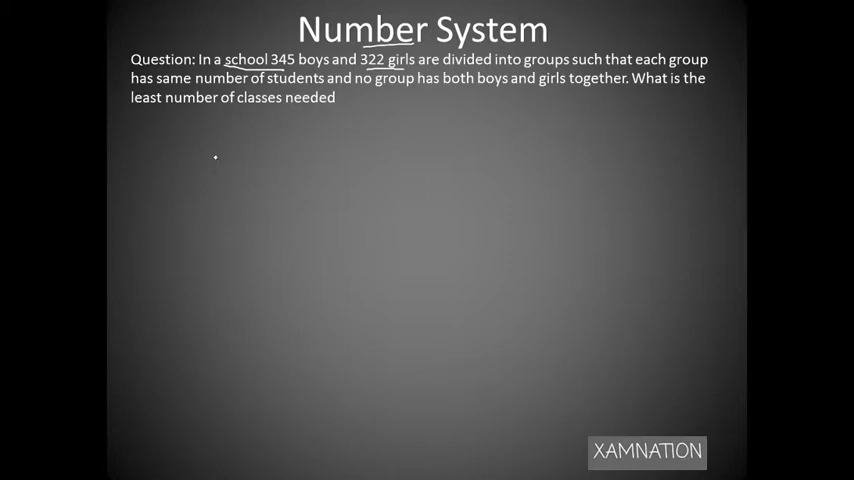 Number System
Question: In a school 345 boys and 322 girls are divided into groups such that each group
has same number of students and no group has both boys and girls together. What is the
least number of classes needed
XAMNATION